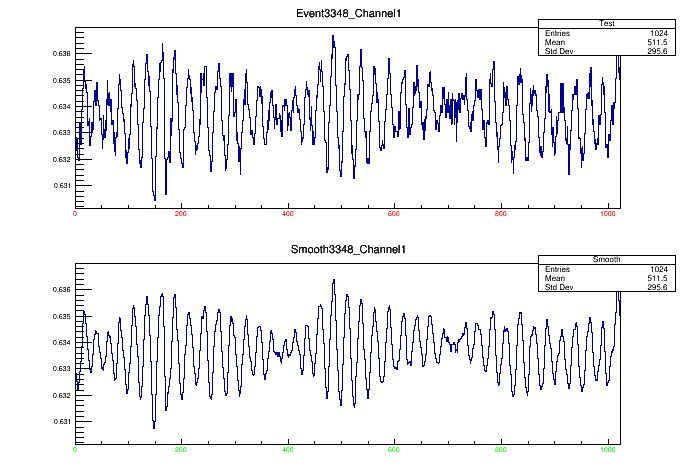 Event3348_Channel1
Test
Entries 1024
Mean 511.5
Std Dev 295.6
0.636
0.635
0.634
0.633
0.632
0.631
0 200 400 600 800 1000
Smooth3348_Channel1
Smooth
Entries 1024
Mean 511.5
Std Dev 295.6
0.636
0.635
0.634
0.633
0.632
0.631
0 200 400 600 800 1000